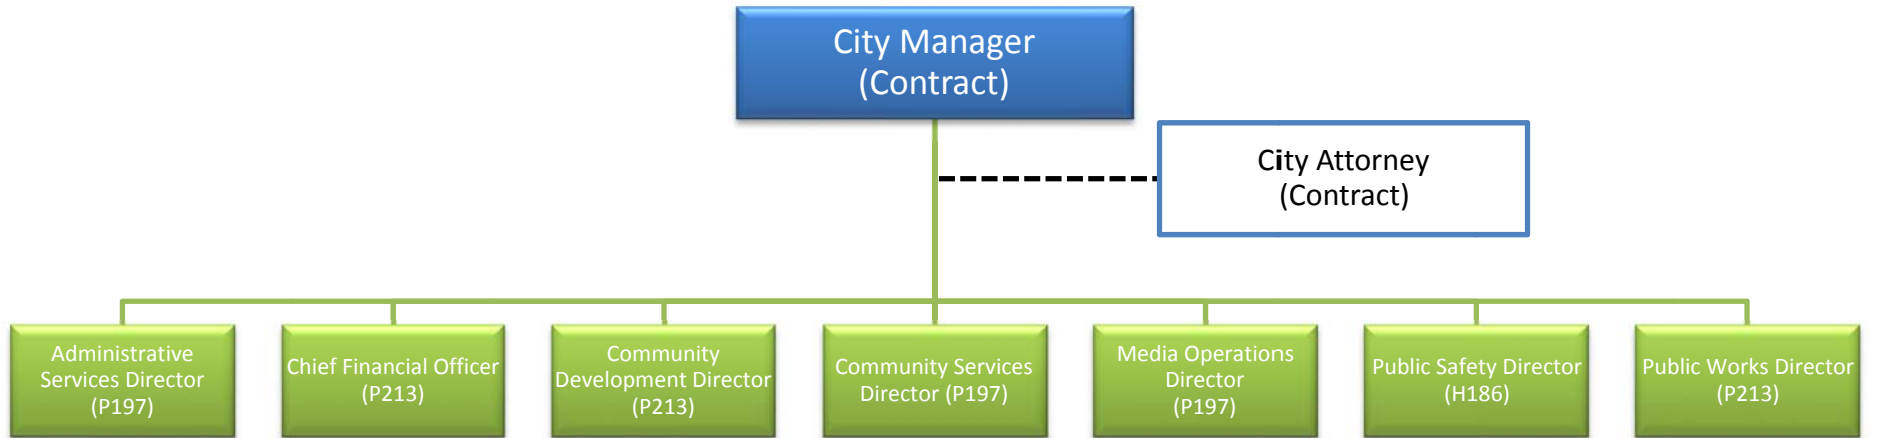 City Manager
(Contract)
City Attorney
(Contract)
Administrative
Services Director
(P197)
Chief Financial Officer
(P213)
Community
Development Director
(P213)
Community Services
Director (P197)
Media Operations
Director
(P197)
Public Safety Director
(H186)
Public Works Director
(P213)